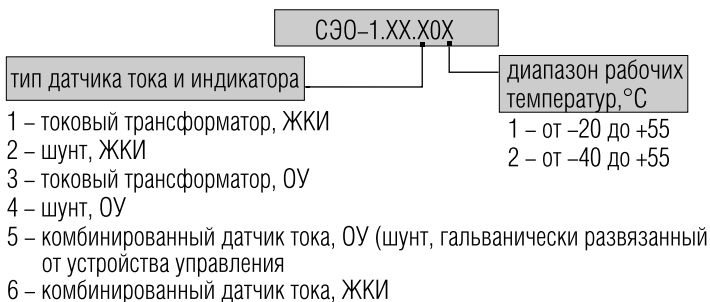 СЭО–1.ХХ.Х0Х
тип датчика тока и индикатора
1 – токовый трансформатор, ЖКИ
2 – шунт, ЖКИ
3 – токовый трансформатор, ОУ
4 – шунт, ОУ
5 – комбинированный датчик тока, ОУ (шунт, гальванически развязанный
от устройства управления
6 – комбинированный датчик тока, ЖКИ
диапазон рабочих
температур,°С
1 – от –20 до +55
2 – от –40 до +55